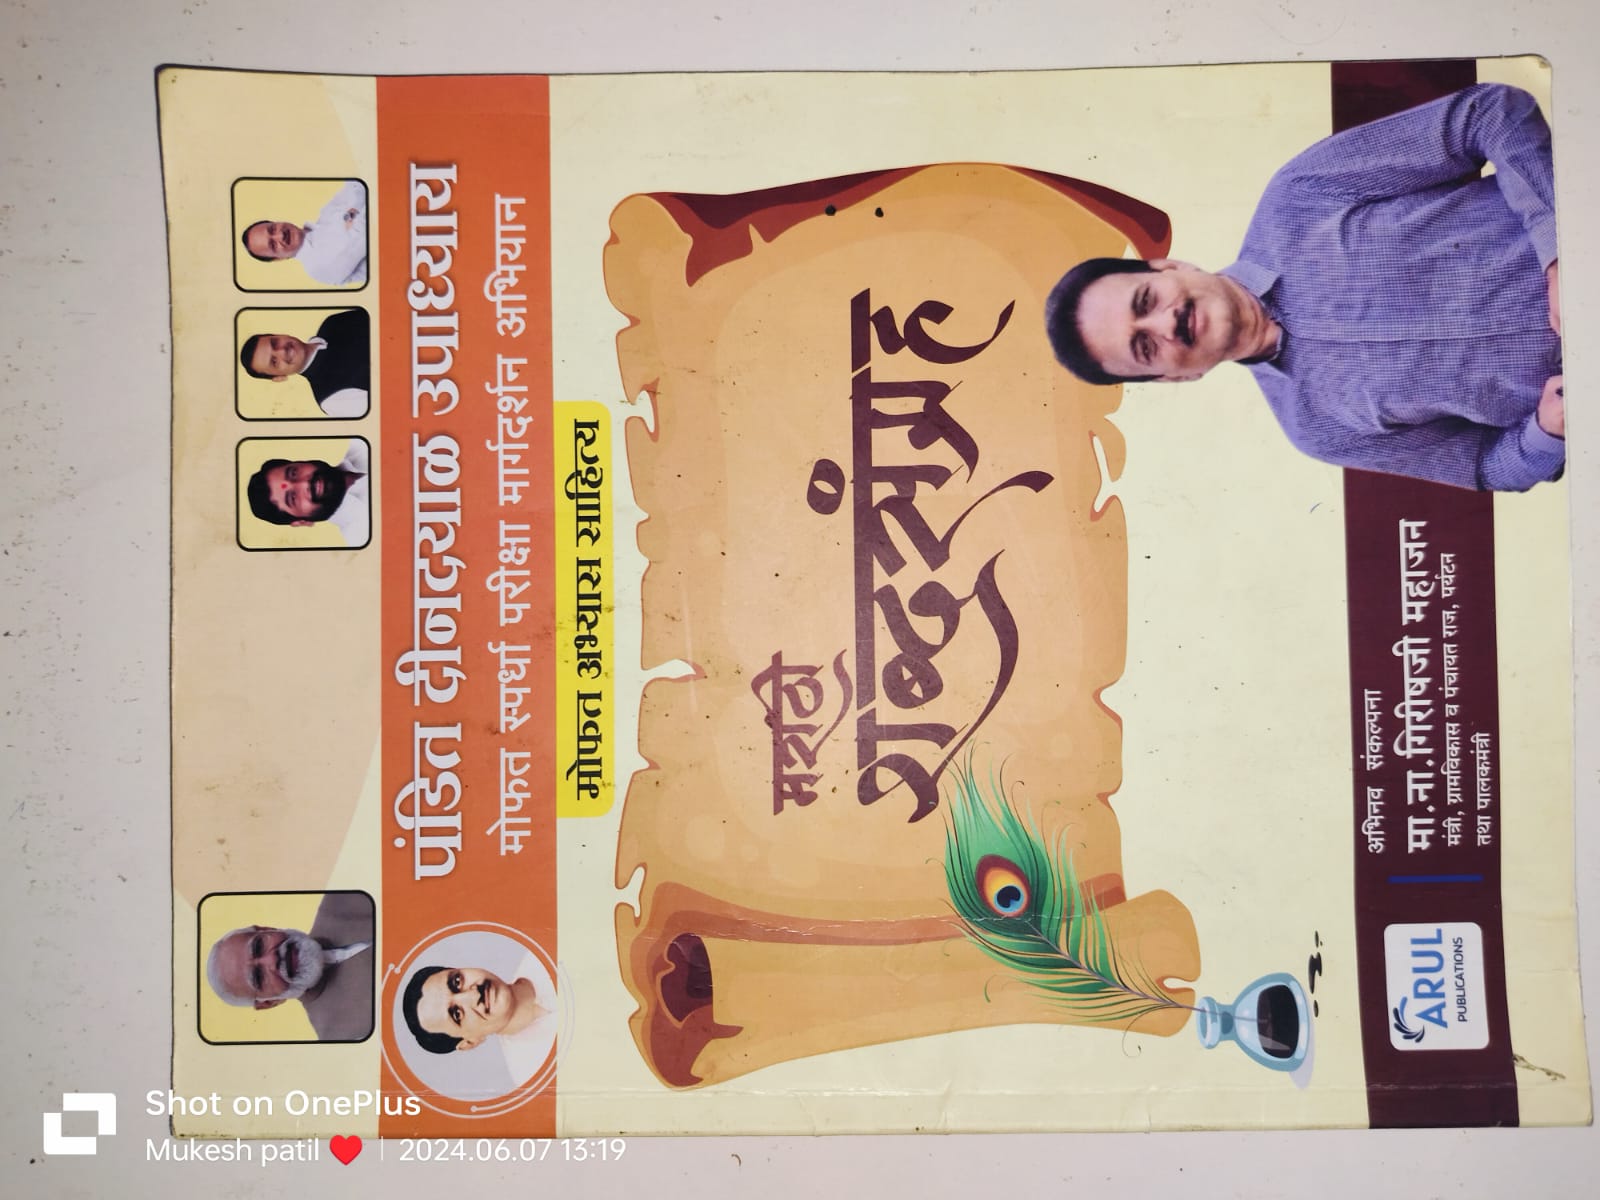 Shot on OnePlus
Mukesh patil ❤️ | 2024.06.07 13:19
पंडित दीनदयाळ उपाध्याय
मोफत स्पर्धा परीक्षा मार्गदर्शन अभियान
मोफत अभ्यास साहित्य
मराठी
शब्दसंग्रह
अभिनव संकल्पना
मा.ना.गिरीषजी महाजन
मंत्री, ग्रामविकास व पंचायत राज, पर्यटन
तथा पालकमंत्री
ARUL
PUBLICATIONS